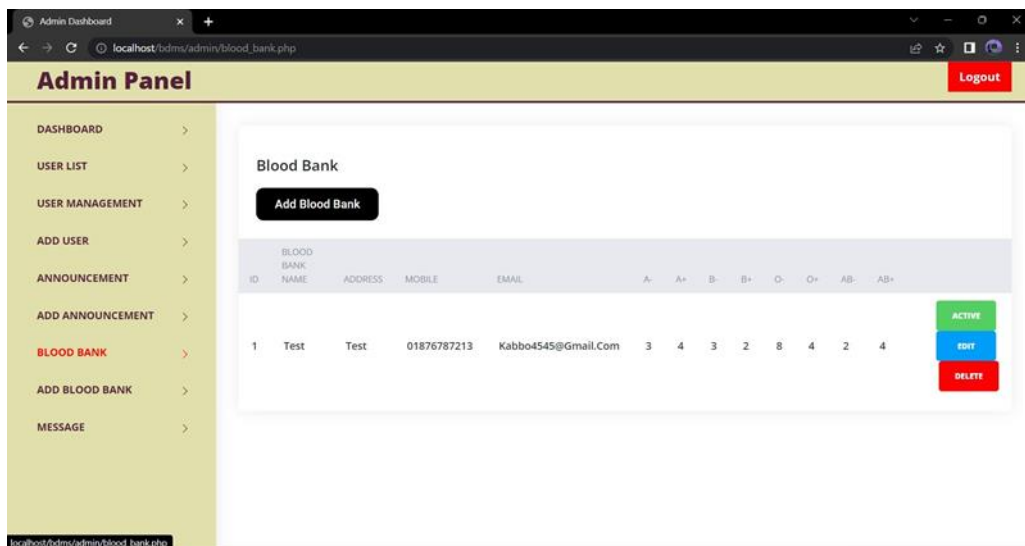 Admin Dashboard
localhost/bdms/admin/blood_bank.php
Admin Panel
Logout
DASHBOARD
USER LIST
USER MANAGEMENT
ADD USER
ANNOUNCEMENT
ADD ANNOUNCEMENT
BLOOD BANK
ADD BLOOD BANK
MESSAGE
Blood Bank
Add Blood Bank
ID BLOOD BANK NAME ADDRESS MOBILE EMAIL A- A+ B- B+ O- O+ AB- AB+
1 Test Test 01876787213 Kabbo4545@Gmail.Com 3 4 3 2 8 4 2 4
ACTIVE
EDIT
DELETE
localhost/bdms/admin/blood_bank.php